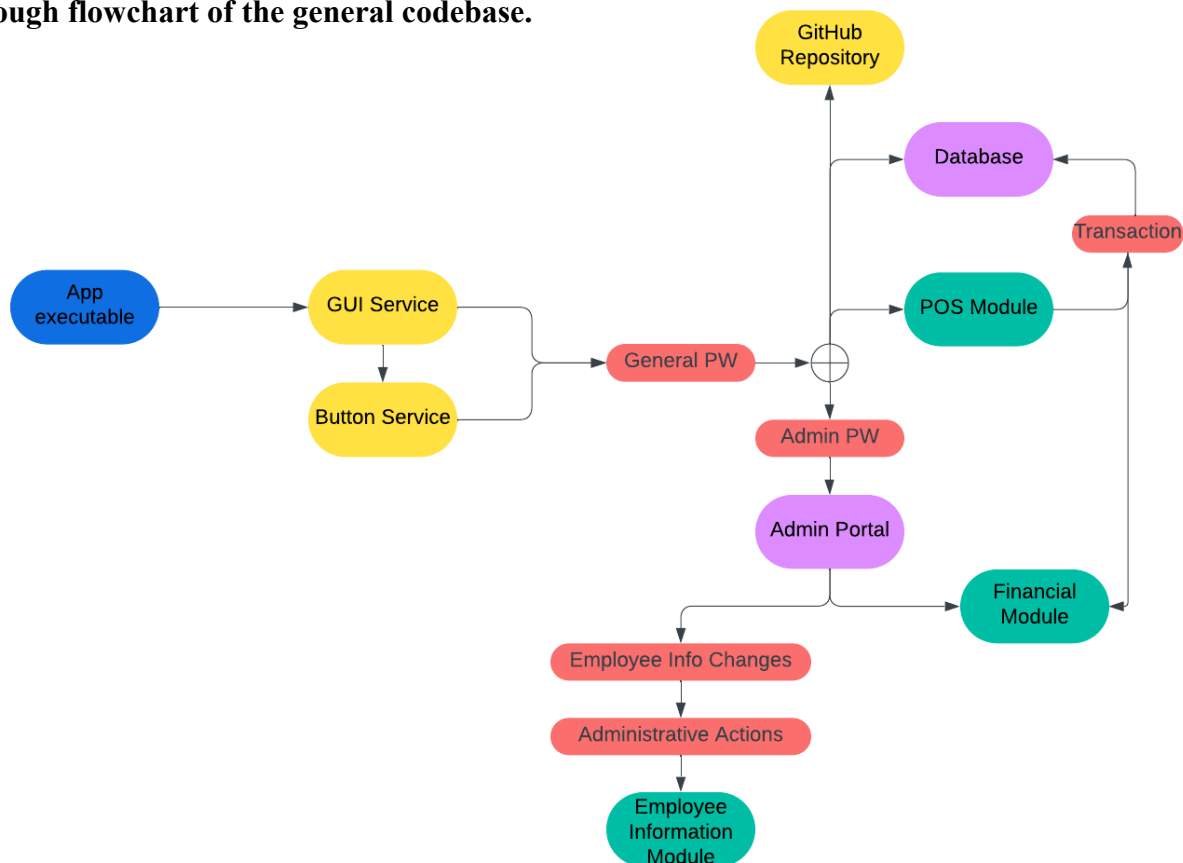 ough flowchart of the general codebase.
GitHub
Repository
Database
Transaction
App
executable
GUI Service
POS Module
General PW
Button Service
Admin PW
Admin Portal
Financial
Module
Employee Info Changes
Administrative Actions
Employee
Information
Module